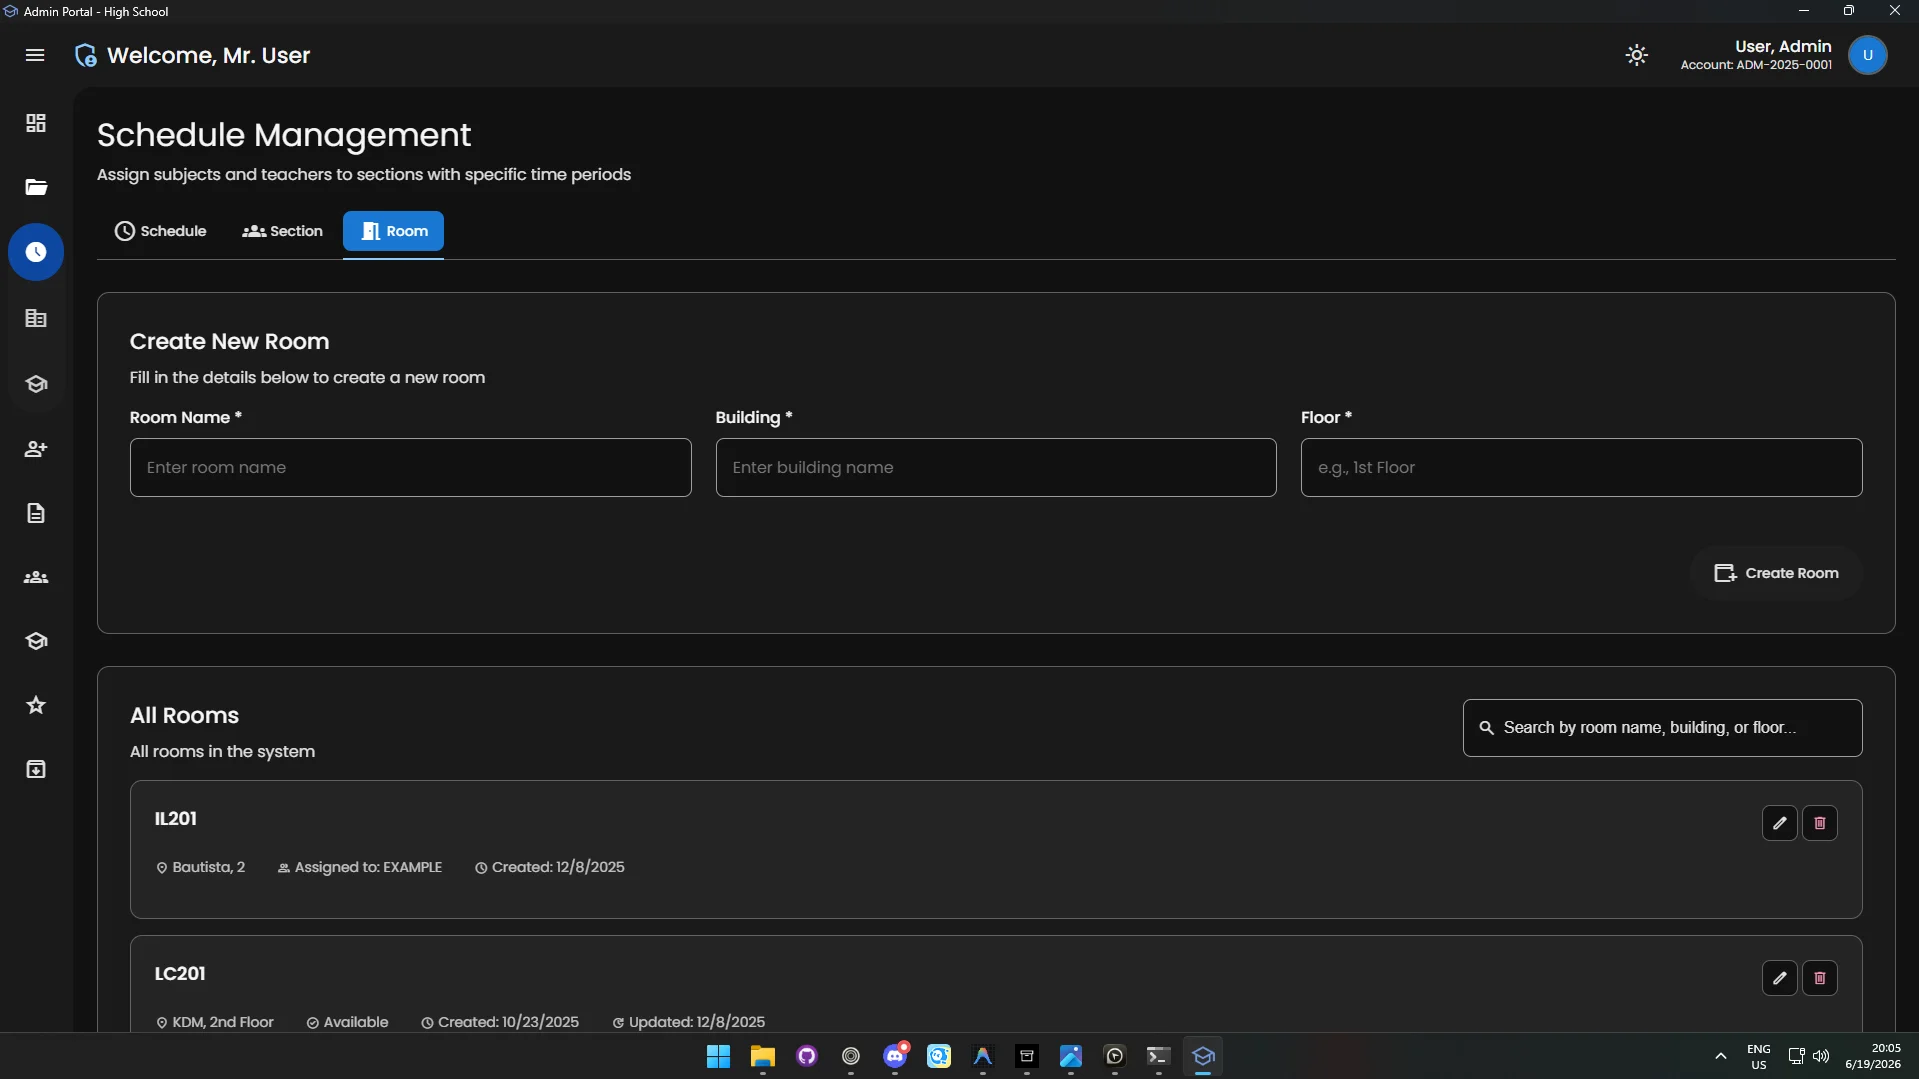 Admin Portal - High School
Welcome, Mr. User
User, Admin
Account: ADM-2025-0001
U
Schedule Management
Assign subjects and teachers to sections with specific time periods
Schedule Section Room
Create New Room
Fill in the details below to create a new room
Room Name * Building * Floor *
Enter room name Enter building name e.g., 1st Floor
Create Room
All Rooms
All rooms in the system
Search by room name, building, or floor...
IL201
Bautista, 2 Assigned to: EXAMPLE Created: 12/8/2025
LC201
KDM, 2nd Floor Available Created: 10/23/2025 Updated: 12/8/2025
ENG
US
20:05
6/19/2026